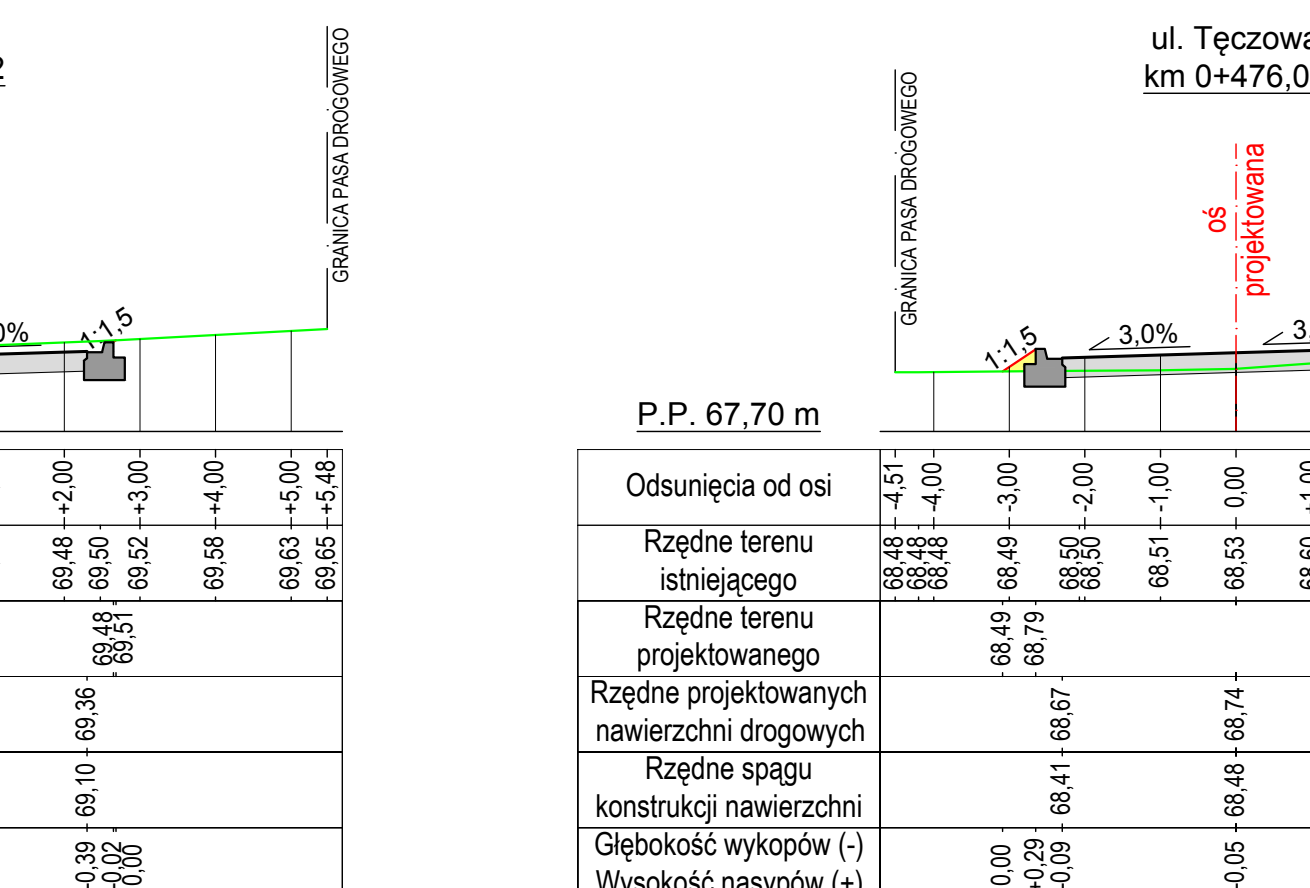 GRANICA PASA DROGOWEGO
1:1,5
+2,00
+3,00
+4,00
+5,00
+5,48
69,48
69,50
69,52
69,58
69,63
69,65
69,48
69,51
69,36
69,10
-0,39
-0,02
0,00
ul. Tęczowa
km 0+476,0
GRANICA PASA DROGOWEGO
oś
projektowana
1:1,5
3,0%
P.P. 67,70 m
Odsunięcia od osi
-4,51
-4,00
-3,00
-2,00
-1,00
0,00
+1,00
Rzędne terenu
istniejącego
68,48
68,48
68,48
68,49
68,50
68,50
68,51
68,53
68,60
Rzędne terenu
projektowanego
68,49
68,79
Rzędne projektowanych
nawierzchni drogowych
68,67
68,74
Rzędne spągu
konstrukcji nawierzchni
68,41
68,48
Głębokość wykopów (-)
Wysokość nasypów (+)
0,00
+0,29
-0,09
-0,05